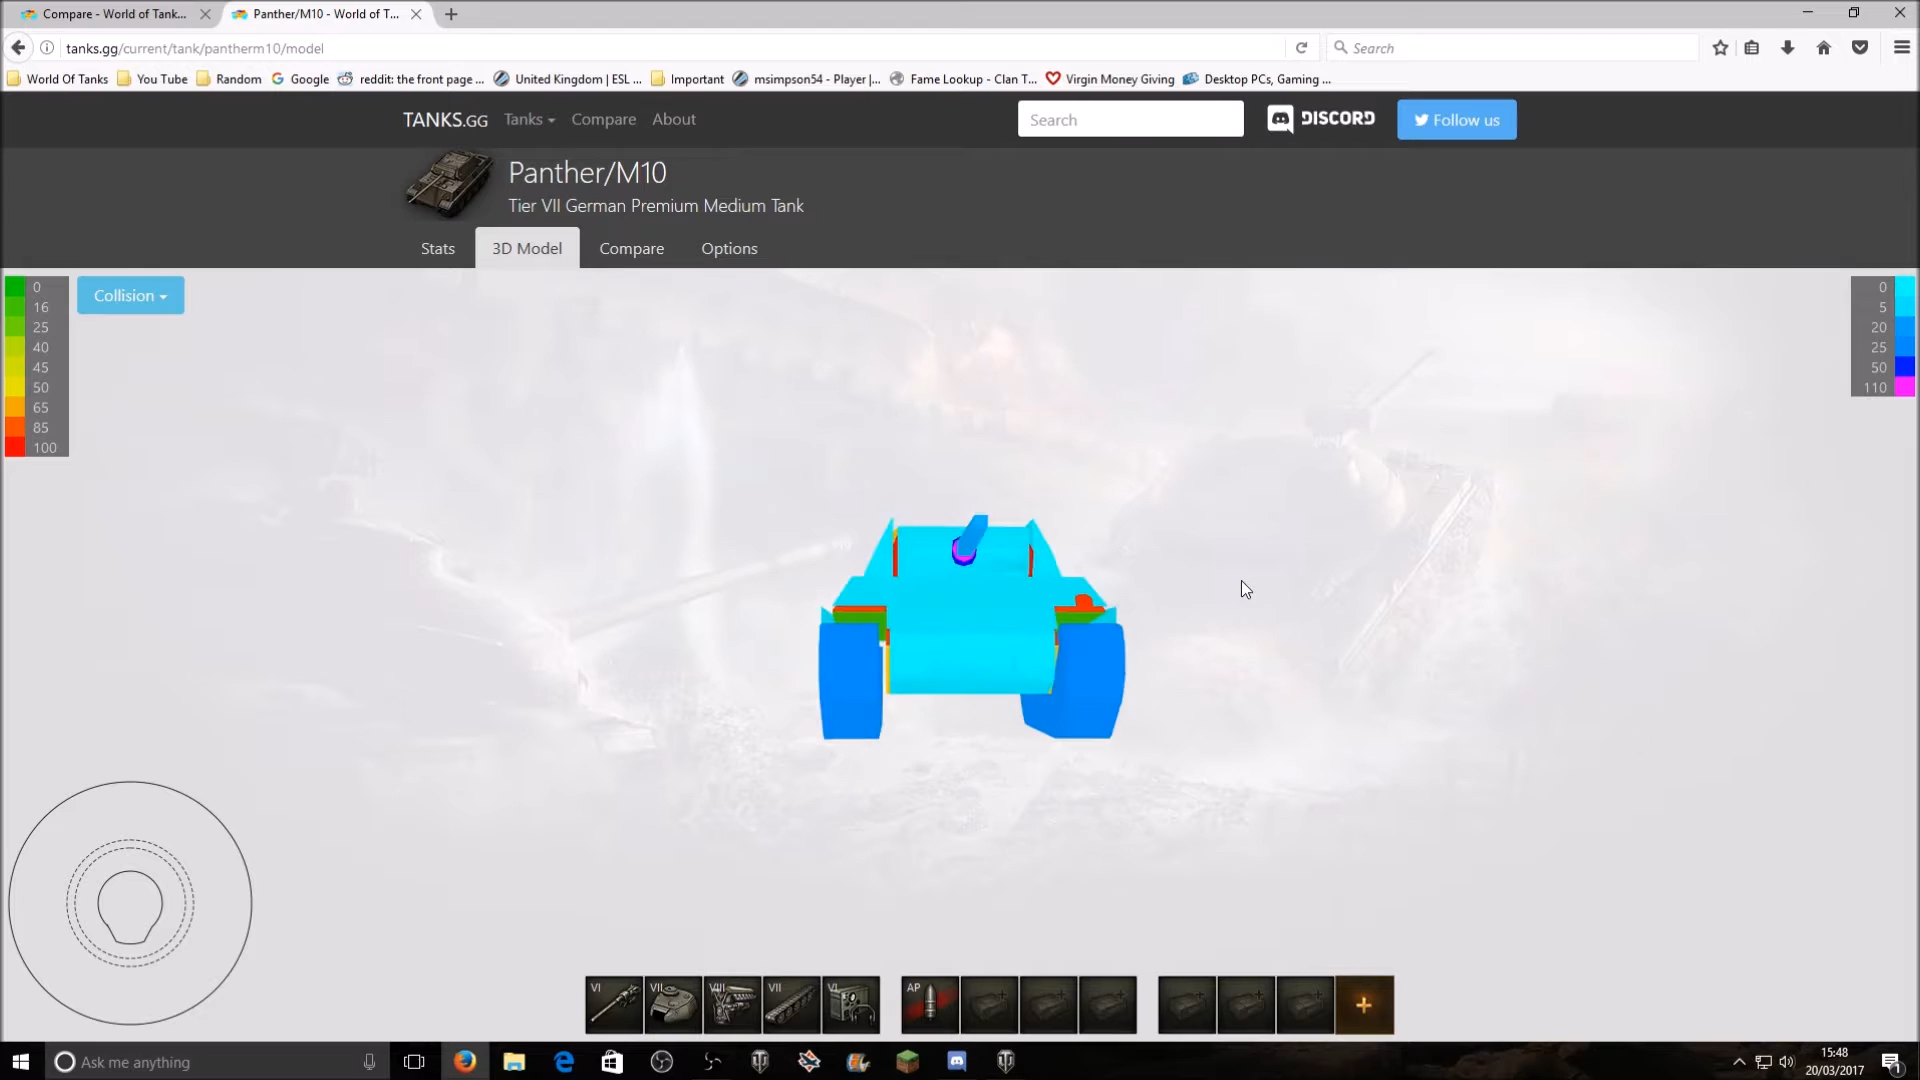 Compare - World of Tank...
Panther/M10 - World of T...
tanks.gg/current/tank/pantherm10/model
Search
World Of Tanks
You Tube
Random
Google
reddit: the front page ...
United Kingdom | ESL ...
Important
msimpson54 - Player |...
Fame Lookup - Clan T...
Virgin Money Giving
Desktop PCs, Gaming ...
TANKS.GG
Tanks
Compare
About
Search
DISCORD
Follow us
Panther/M10
Tier VII German Premium Medium Tank
Stats
3D Model
Compare
Options
Collision
0
16
25
40
45
50
65
85
100
0
5
20
25
50
110
VI
VII
VIII
VII
VI
AP
Ask me anything
15:48
20/03/2017
1